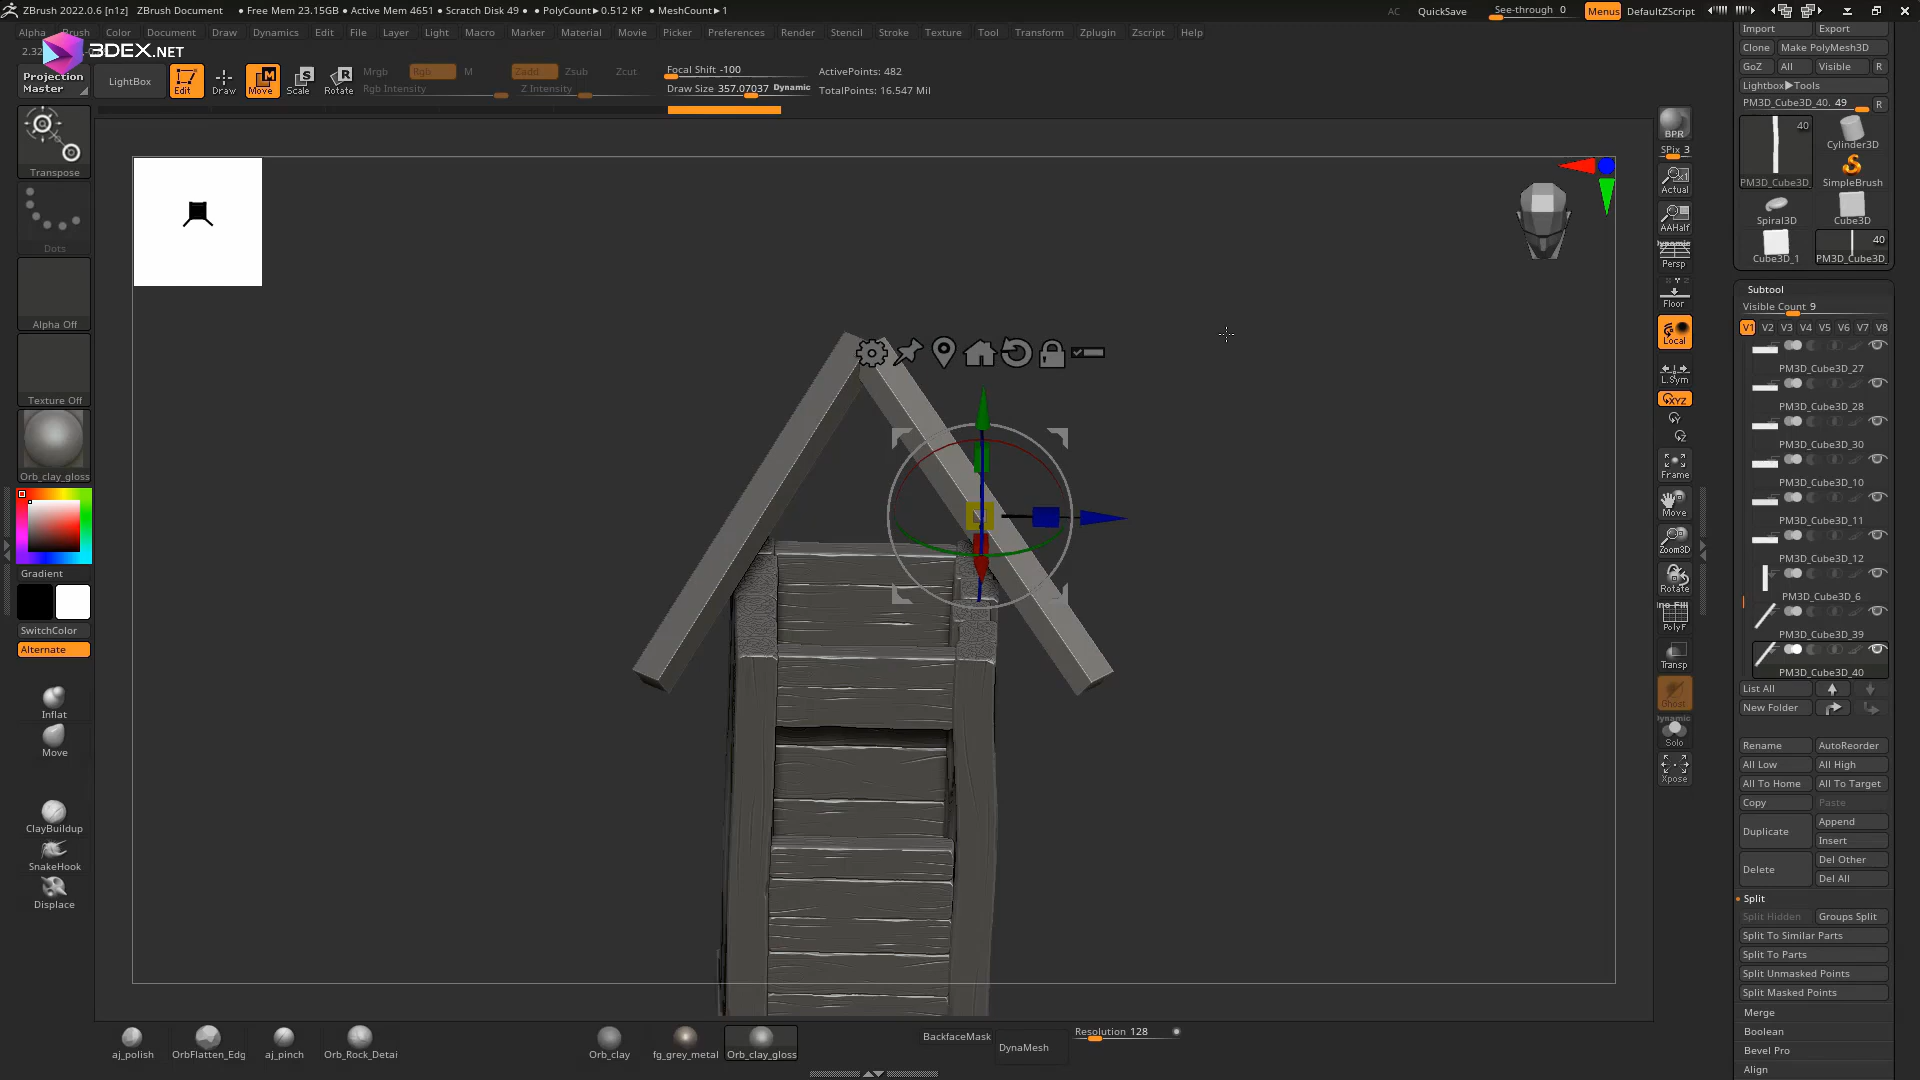 ZBrush 2022.0.6 [n1z] ZBrush Document ● Free Mem 23.15GB ● Active Mem 4651 ● Scratch Disk 49 ● ● PolyCount► 0.512 KP ● MeshCount► 1
AC QuickSave See-through 0 Menus DefaultZScript
Alpha Brush Color Document Draw Dynamics Edit File Layer Light Macro Marker Material Movie Picker Preferences Render Stencil Stroke Texture Tool Transform Zplugin Zscript Help
3DEX.NET
Projection Master
LightBox
Edit
Draw
Move
Scale
Rotate
Mrgb Rgb M
Rgb Intensity
Zadd Zsub Zcut
Z Intensity
Focal Shift -100
Draw Size 357.07037 Dynamic
ActivePoints: 482
TotalPoints: 16.547 Mil
Transpose
Dots
Alpha Off
Texture Off
Orb_clay_gloss
Gradient
SwitchColor
Alternate
Inflat
Move
ClayBuildup
SnakeHook
Displace
BPR
SPix 3
Actual
AAHalf
Dynamic
Persp
Floor
Local
L.Sym
XYZ
Frame
Move
Zoom3D
Rotate
PolyF
Transp
Ghost
Dynamic
Solo
Xpose
Import Export
Clone Make PolyMesh3D
GoZ All Visible R
Lightbox►Tools
PM3D_Cube3D_40. 49 R
40
Cylinder3D
PM3D_Cube3D_ SimpleBrush
Spiral3D Cube3D
40
Cube3D_1 PM3D_Cube3D_
Subtool
Visible Count 9
V1 V2 V3 V4 V5 V6 V7 V8
PM3D_Cube3D_27
PM3D_Cube3D_28
PM3D_Cube3D_30
PM3D_Cube3D_10
PM3D_Cube3D_11
PM3D_Cube3D_12
PM3D_Cube3D_6
PM3D_Cube3D_39
PM3D_Cube3D_40
List All
New Folder
Rename AutoReorder
All Low All High
All To Home All To Target
Copy Paste
Duplicate Append
Insert
Delete Del Other
Del All
Split
Split Hidden Groups Split
Split To Similar Parts
Split To Parts
Split Unmasked Points
Split Masked Points
Merge
Boolean
Bevel Pro
Align
aj_polish OrbFlatten_Edg aj_pinch Orb_Rock_Detai Orb_clay fg_grey_metal Orb_clay_gloss
BackfaceMask
DynaMesh
Resolution 128